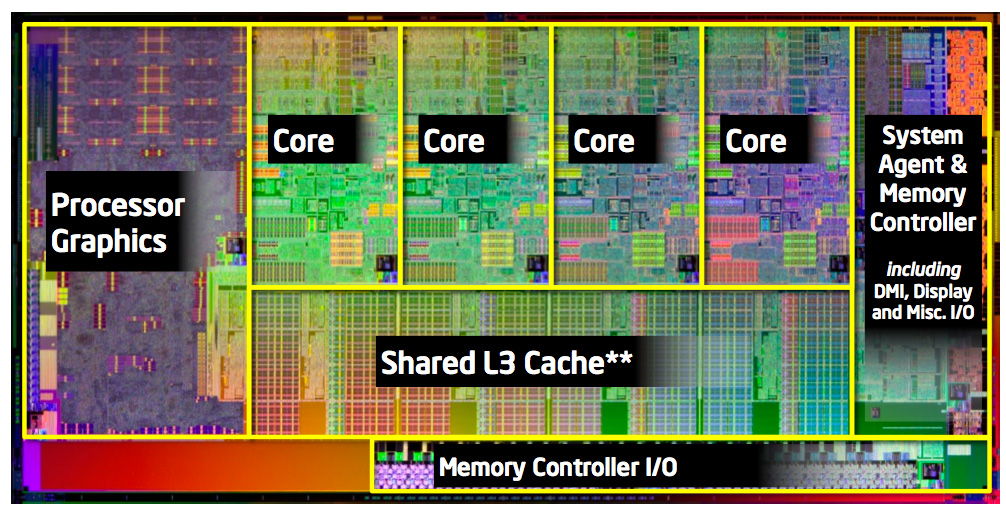 Processor
Graphics
Core
Core
Core
Core
System
Agent &
Memory
Controller
including
DMI, Display
and Misc. I/O
Shared L3 Cache**
Memory Controller I/O